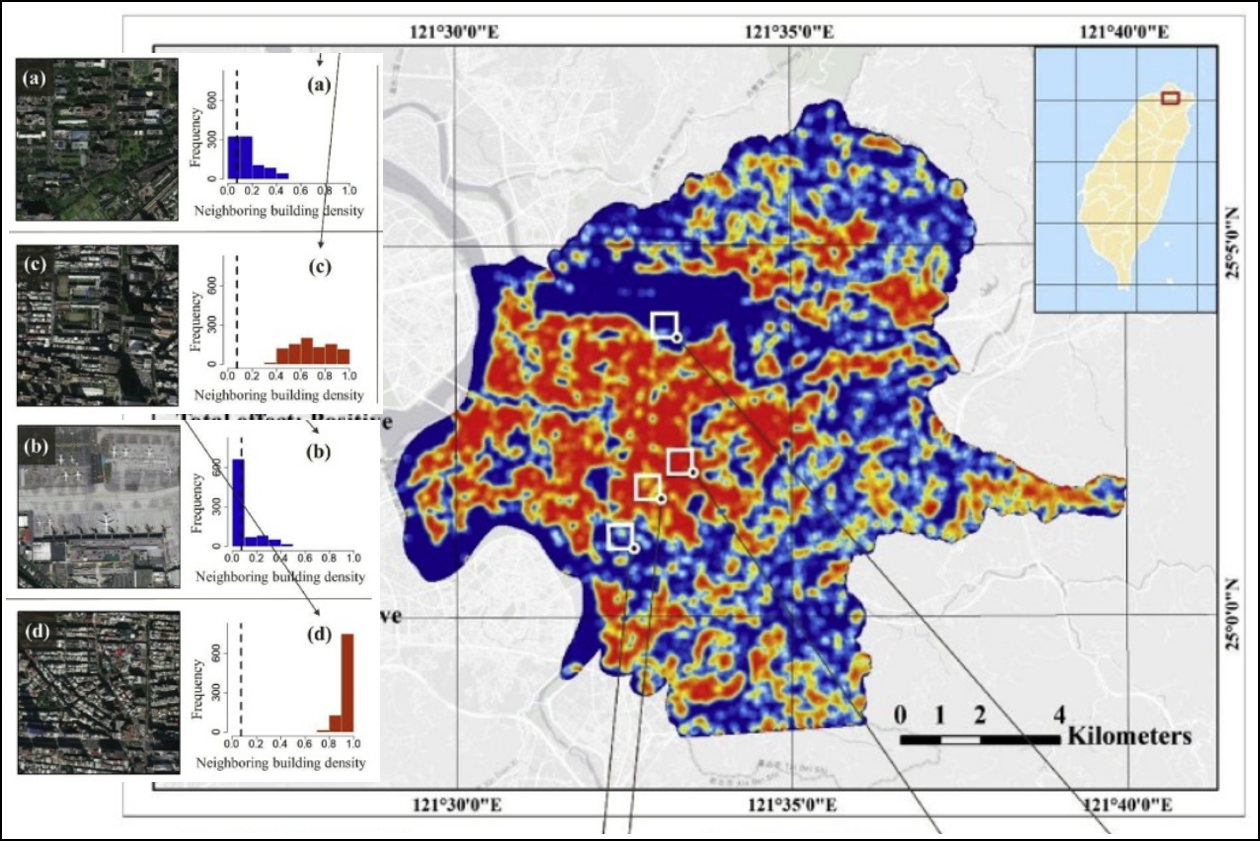 121°30'0"E 121°35'0"E 121°40'0"E
(a)
(a)
600
300
0
Frequency
0.0 0.2 0.4 0.6 0.8 1.0
Neighboring building density
25°5'0"N
(c)
(c)
600
300
0
Frequency
0.0 0.2 0.4 0.6 0.8 1.0
Neighboring building density
Total effect: Positive
(b)
(b)
600
300
0
Frequency
0.0 0.2 0.4 0.6 0.8 1.0
Neighboring building density
ve
25°0'0"N
(d)
(d)
600
300
0
Frequency
0.0 0.2 0.4 0.6 0.8 1.0
Neighboring building density
0 1 2 4
Kilometers
121°30'0"E 121°35'0"E 121°40'0"E